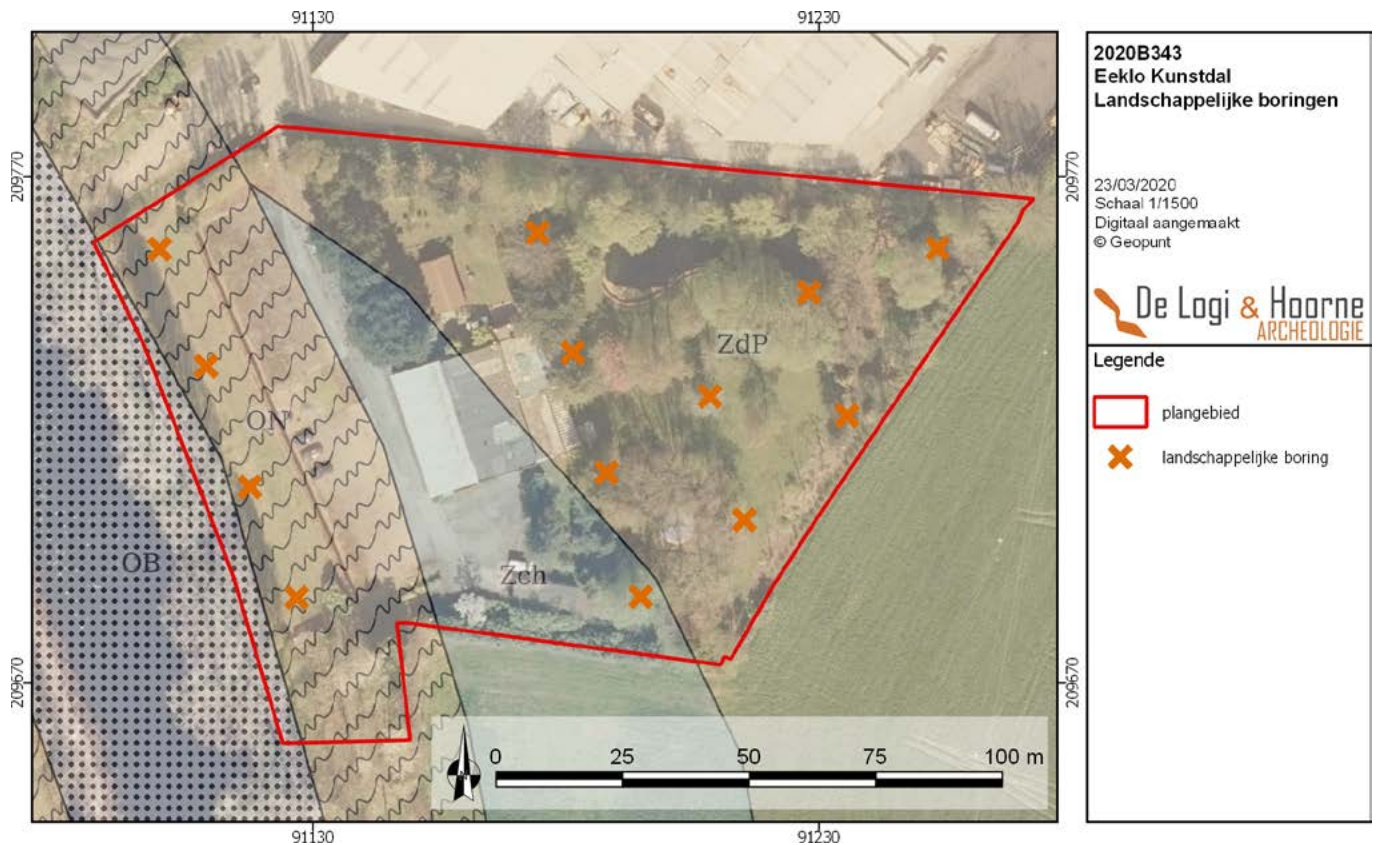 91130
91230
209770
209770
ON
ZdP
OB
Zch
209670
209670
0 25 50 75 100 m
91130
91230
2020B343
Eeklo Kunstdal
Landschappelijke boringen
23/03/2020
Schaal 1/1500
Digitaal aangemaakt
© Geopunt
De Logi & Hoorne
ARCHEOLOGIE
Legende
plangebied
landschappelijke boring